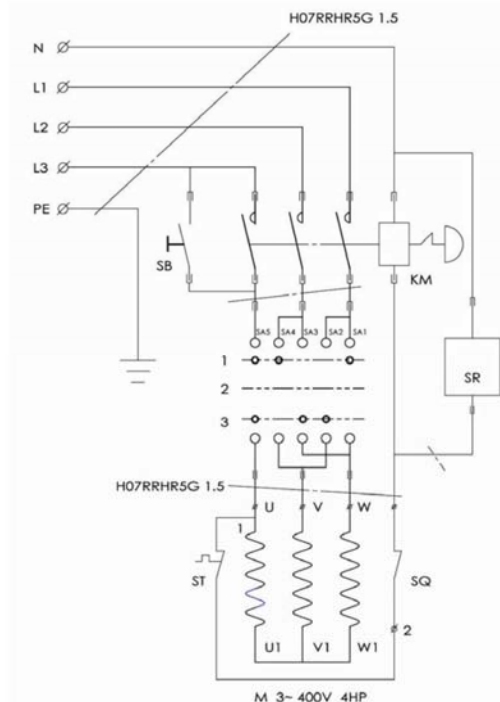 H07RRHR5G 1.5
N
L1
L2
L3
PE
SB
KM
SA5 SA4 SA3 SA2 SA1
1
2
3
SR
H07RRHR5G 1.5
U V W
1
ST
SQ
2
U1 V1 W1
M 3~ 400V 4HP